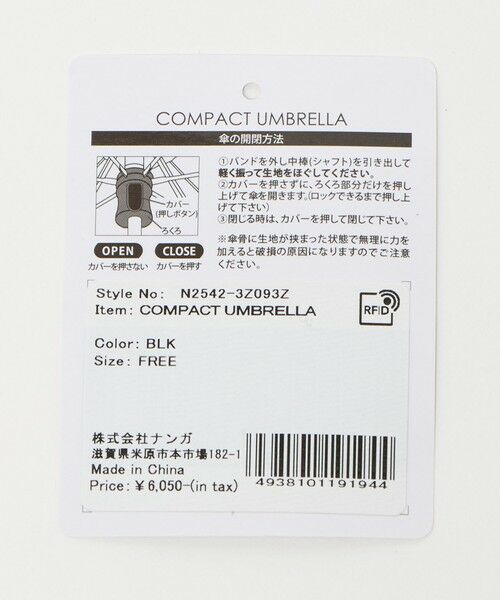 COMPACT UMBRELLA
傘の開閉方法
カバー
(押しボタン)
ろくろ
OPEN
カバーを押さない
CLOSE
カバーを押す
①バンドを外し中棒(シャフト)を引き出して
軽く振って生地をほぐしてください。
②カバーを押さずに、ろくろ部分だけを押し
上げて傘を開きます。(ロックできるまで押し
上げて下さい)
③閉じる時は、カバーを押して閉じて下さい。
※傘骨に生地が挟まった状態で無理に力を
加えると破損の原因になりますのでご注意
ください。
Style No: N2542-3Z093Z
Item: COMPACT UMBRELLA
RFID
Color: BLK
Size: FREE
株式会社ナンガ
滋賀県米原市本市場182-1
Made in China
Price: ¥6,050-(in tax)
4938101191944